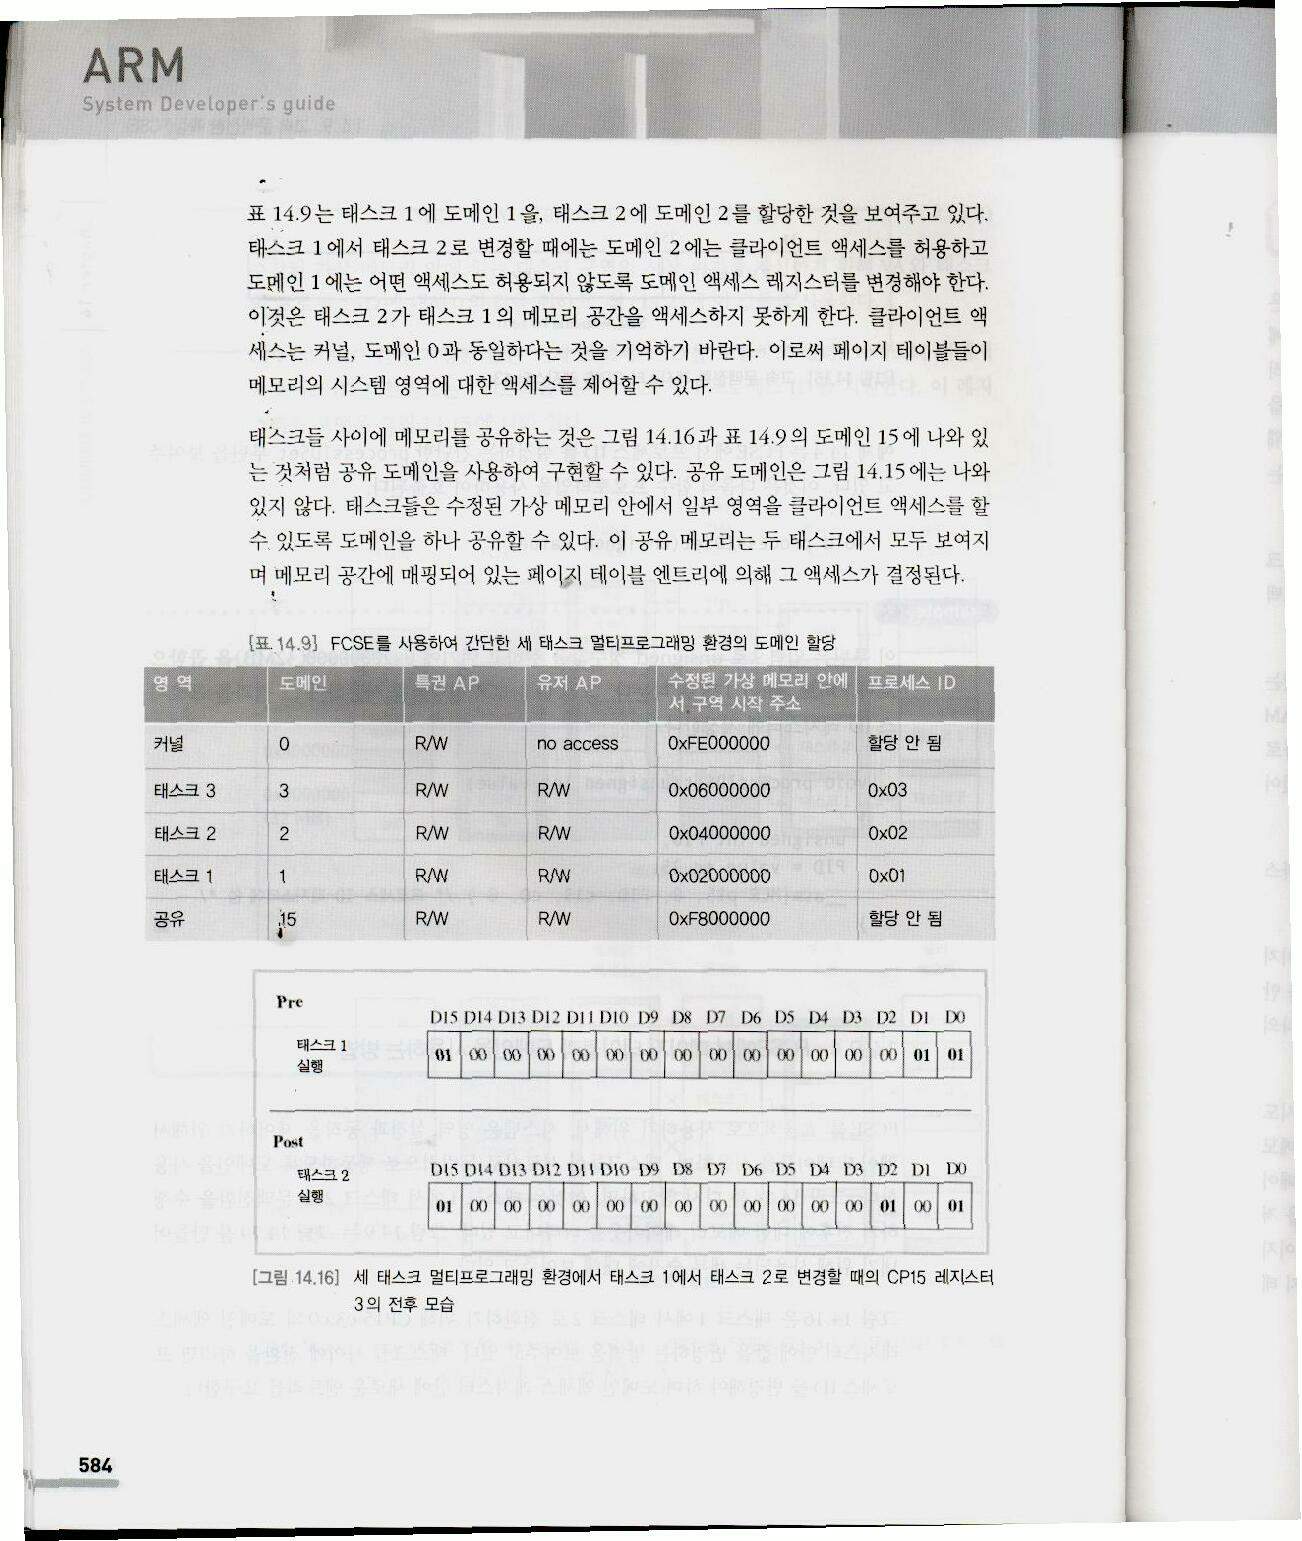 ARM
System Developer's guide
표 14.9는 태스크 1에 도메인 1을, 태스크 2에 도메인 2를 할당한 것을 보여주고 있다.
태스크 1에서 태스크 2로 변경할 때에는 도메인 2에는 클라이언트 액세스를 허용하고
도메인 1에는 어떤 액세스도 허용되지 않도록 도메인 액세스 레지스터를 변경해야 한다.
이것은 태스크 2가 태스크 1의 메모리 공간을 액세스하지 못하게 한다. 클라이언트 액
세스는 커널, 도메인 0과 동일하다는 것을 기억하기 바란다. 이로써 페이지 테이블들이
메모리의 시스템 영역에 대한 액세스를 제어할 수 있다.
태스크들 사이에 메모리를 공유하는 것은 그림 14.16과 표 14.9의 도메인 15에 나와 있
는 것처럼 공유 도메인을 사용하여 구현할 수 있다. 공유 도메인은 그림 14.15에는 나와
있지 않다. 태스크들은 수정된 가상 메모리 안에서 일부 영역을 클라이언트 액세스를 할
수 있도록 도메인을 하나 공유할 수 있다. 이 공유 메모리는 두 태스크에서 모두 보여지
며 메모리 공간에 매핑되어 있는 페이지 테이블 엔트리에 의해 그 액세스가 결정된다.
[표 14.9] FCSE를 사용하여 간단한 세 태스크 멀티프로그래밍 환경의 도메인 할당
영 역 도메인 특권 AP 유저 AP 수정된 가상 메모리 안에 프로세스 ID
서 구역 시작 주소
커널 0 R/W no access 0xFE000000 할당 안 됨
태스크 3 3 R/W R/W 0x06000000 0x03
태스크 2 2 R/W R/W 0x04000000 0x02
태스크 1 1 R/W R/W 0x02000000 0x01
공유 15 R/W R/W 0xF8000000 할당 안 됨
Pre
D15 D14 D13 D12 D11 D10 D9 D8 D7 D6 D5 D4 D3 D2 D1 D0
태스크 1
실행
01 00 00 00 00 00 00 00 00 00 00 00 00 00 01 01
Post
D15 D14 D13 D12 D11 D10 D9 D8 D7 D6 D5 D4 D3 D2 D1 D0
태스크 2
실행
01 00 00 00 00 00 00 00 00 00 00 00 00 01 00 01
[그림 14.16] 세 태스크 멀티프로그래밍 환경에서 태스크 1에서 태스크 2로 변경할 때의 CP15 레지스터
3의 전후 모습
584